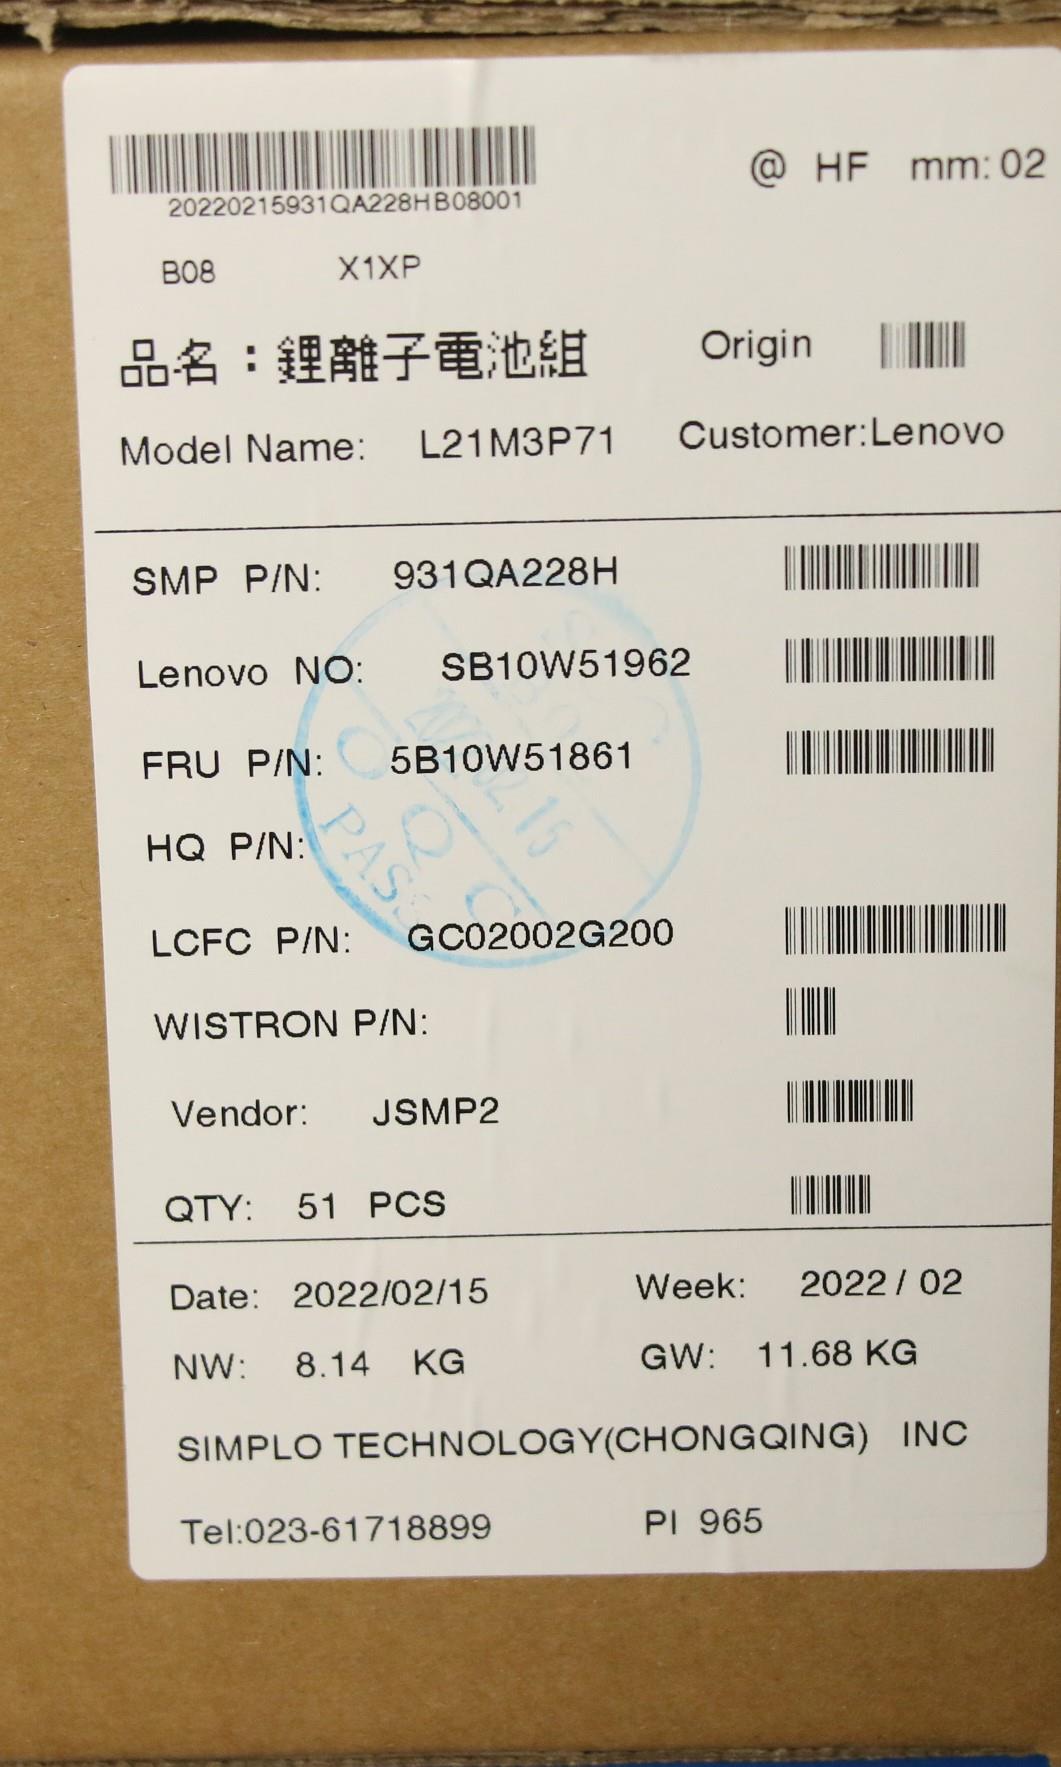 @ HF mm: 02
20220215931QA228HB08001
B08 X1XP
品名：鋰離子電池組 Origin
Model Name: L21M3P71 Customer:Lenovo
SMP P/N: 931QA228H
Lenovo NO: SB10W51962
FRU P/N: 5B10W51861
HQ P/N:
LCFC P/N: GC02002G200
WISTRON P/N:
Vendor: JSMP2
QTY: 51 PCS
Date: 2022/02/15 Week: 2022 / 02
NW: 8.14 KG GW: 11.68 KG
SIMPLO TECHNOLOGY(CHONGQING) INC
Tel:023-61718899 PI 965
OQC
PASS